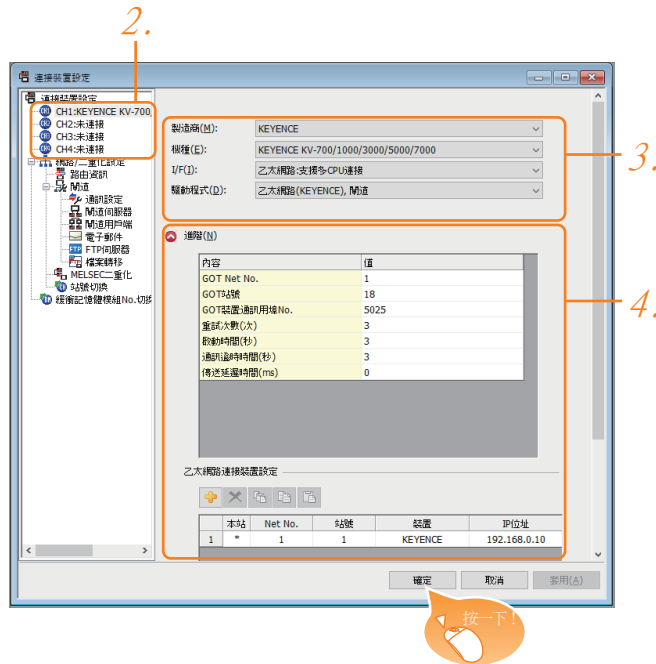 2.
連接裝置設定
連接裝置設定
CH1:KEYENCE KV-700,
CH2:未連接
CH3:未連接
CH4:未連接
網路/二重化設定
路由資訊
閘道
通訊設定
閘道伺服器
閘道用戶端
電子郵件
FTP伺服器
檔案轉移
MELSEC二重化
站號切換
緩衝記憶體模組No.切換
製造商(M): KEYENCE
機種(E): KEYENCE KV-700/1000/3000/5000/7000
I/F(I): 乙太網路:支援多CPU連接
驅動程式(D): 乙太網路(KEYENCE), 閘道
3.
進階(N)
內容 值
GOT Net No. 1
GOT站號 18
GOT裝置通訊用埠No. 5025
重試次數(次) 3
啟動時間(秒) 3
通訊逾時時間(秒) 3
傳送延遲時間(ms) 0
4.
乙太網路連接裝置設定
本站 Net No. 站號 裝置 IP位址
1 * 1 1 KEYENCE 192.168.0.10
確定 取消 套用(A)
按一下!